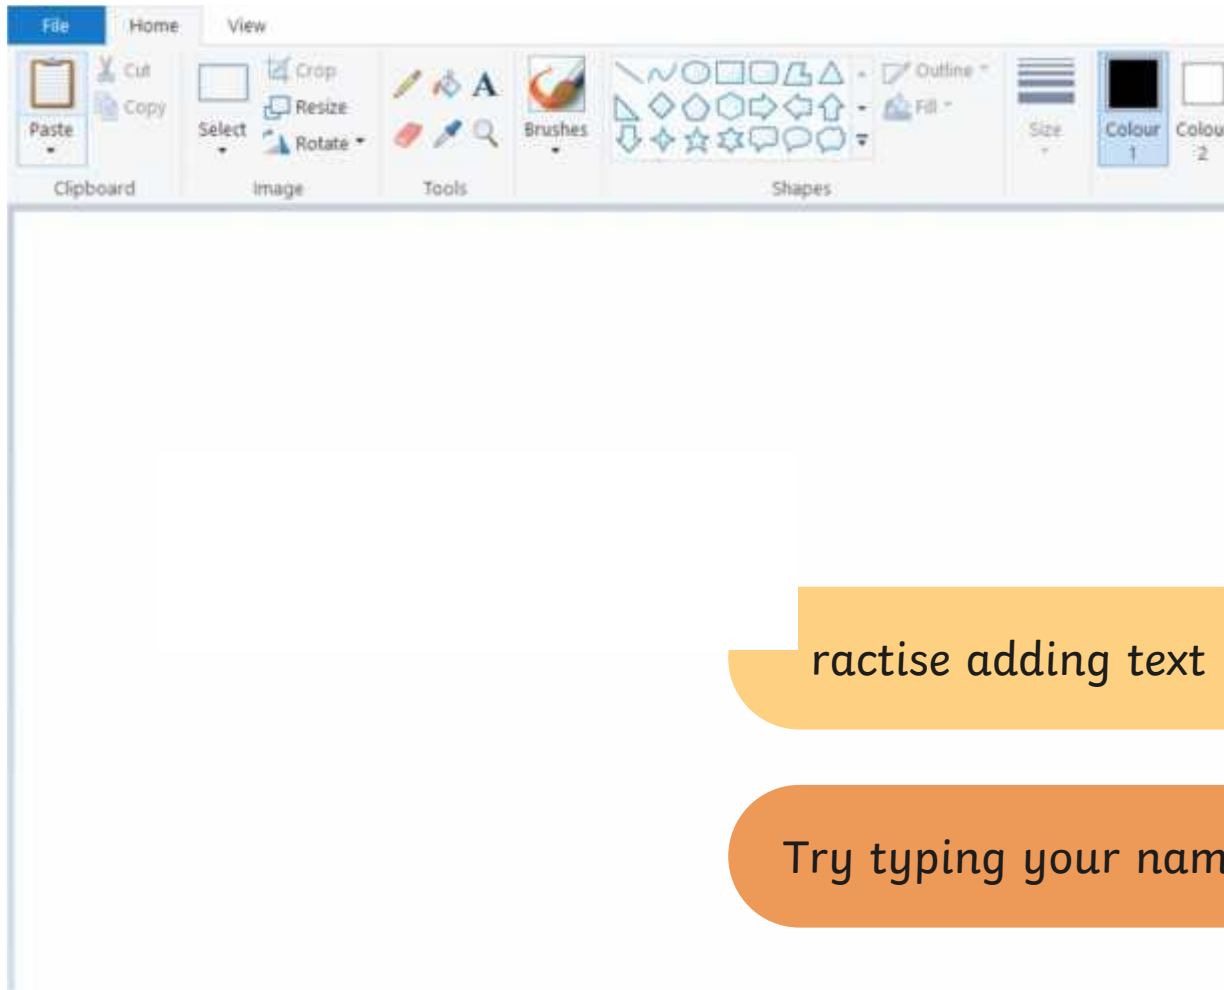 File Home View
Paste
Cut
Copy
Clipboard
Select
Crop
Resize
Rotate
Image
A
Tools
Brushes
Outline
Fill
Shapes
Size
Colour
1
Colou
2
ractise adding text
Try typing your nam